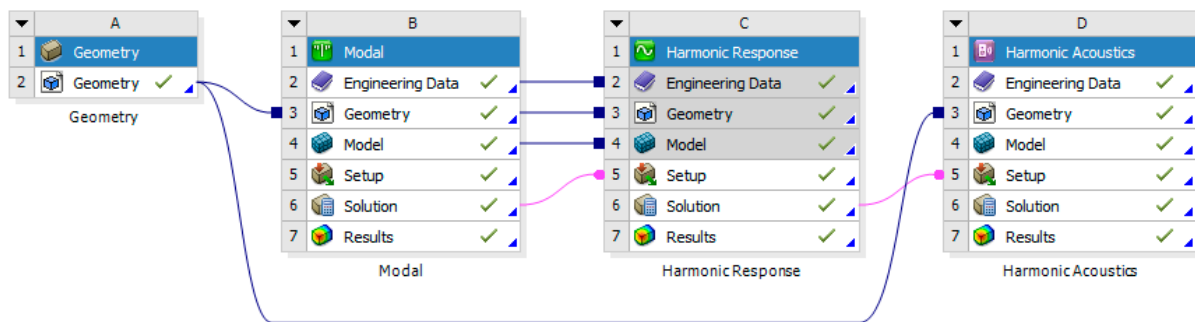 A
1 Geometry
2 Geometry
Geometry
B
1 Modal
2 Engineering Data
3 Geometry
4 Model
5 Setup
6 Solution
7 Results
Modal
C
1 Harmonic Response
2 Engineering Data
3 Geometry
4 Model
5 Setup
6 Solution
7 Results
Harmonic Response
D
1 Harmonic Acoustics
2 Engineering Data
3 Geometry
4 Model
5 Setup
6 Solution
7 Results
Harmonic Acoustics